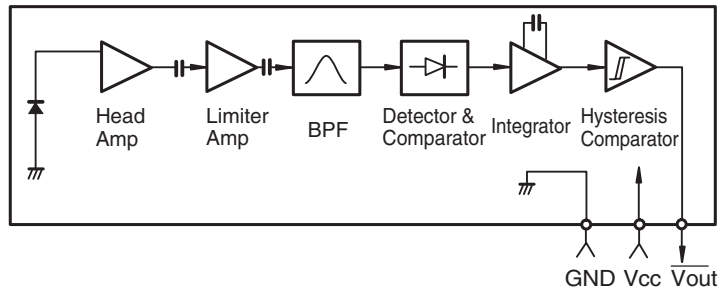 Head
Amp
Limiter
Amp
BPF
Detector &
Comparator
Integrator
Hysteresis
Comparator
GND
Vcc
Vout